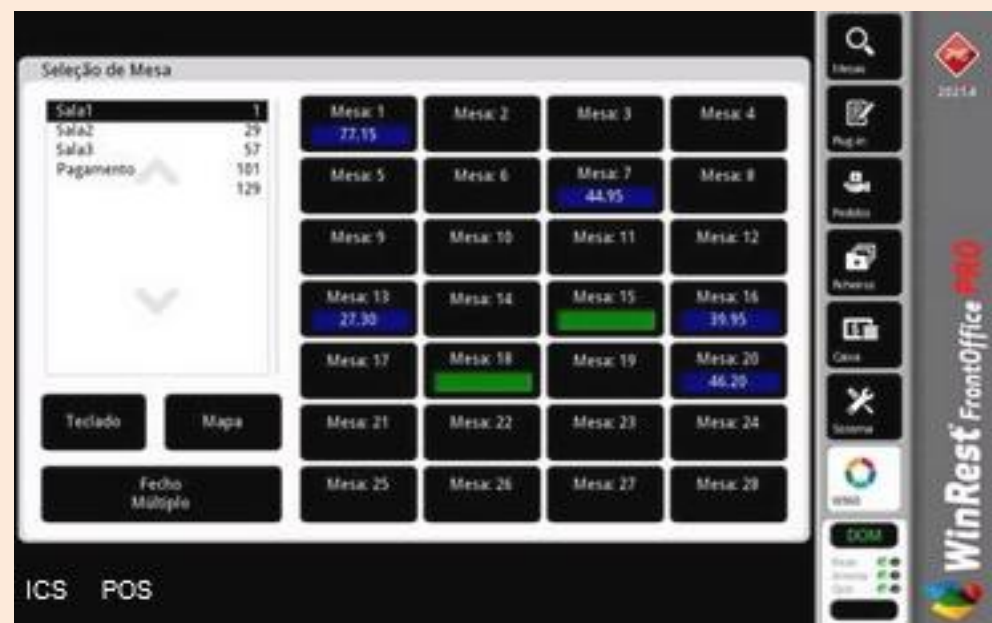 Seleção de Mesa
Sala1 1
Sala2 29
Sala3 57
Pagamento 101
129
Teclado
Mapa
Fecho
Múltiplo
Mesa: 1
77.15
Mesa: 2
Mesa: 3
Mesa: 4
Mesa: 5
Mesa: 6
Mesa: 7
44.95
Mesa: 8
Mesa: 9
Mesa: 10
Mesa: 11
Mesa: 12
Mesa: 13
27.30
Mesa: 14
Mesa: 15
Mesa: 16
39.95
Mesa: 17
Mesa: 18
Mesa: 19
Mesa: 20
46.20
Mesa: 21
Mesa: 22
Mesa: 23
Mesa: 24
Mesa: 25
Mesa: 26
Mesa: 27
Mesa: 28
Mesas
Plug-in
Pedidos
Caixa
Sistema
DOM
WinRest FrontOffice PRO
ICS POS